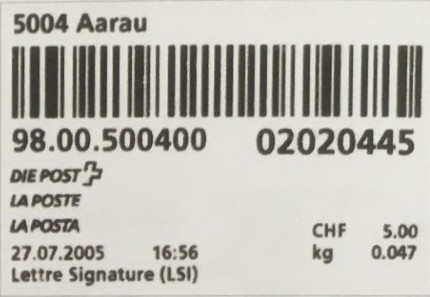 5004 Aarau
98.00.500400 02020445
DIE POST
LA POSTE
LA POSTA
CHF 5.00
27.07.2005 16:56 kg 0.047
Lettre Signature (LSI)